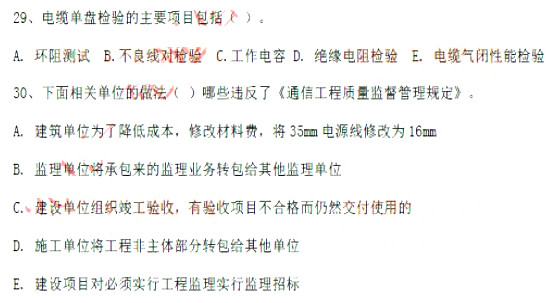 29、电缆单盘检验的主要项目包括（ ）。
A. 环阻测试 B.不良线对检验 C.工作电容 D. 绝缘电阻检验 E. 电缆气闭性能检验
30、下面相关单位的做法（ ）哪些违反了《通信工程质量监督管理规定》。
A. 建筑单位为了降低成本，修改材料费，将35mm电源线修改为16mm
B. 监理单位将承包来的监理业务转包给其他监理单位
C. 建设单位组织竣工验收，有验收项目不合格而仍然交付使用的
D. 施工单位将工程非主体部分转包给其他单位
E. 建设项目对必须实行工程监理实行监理招标